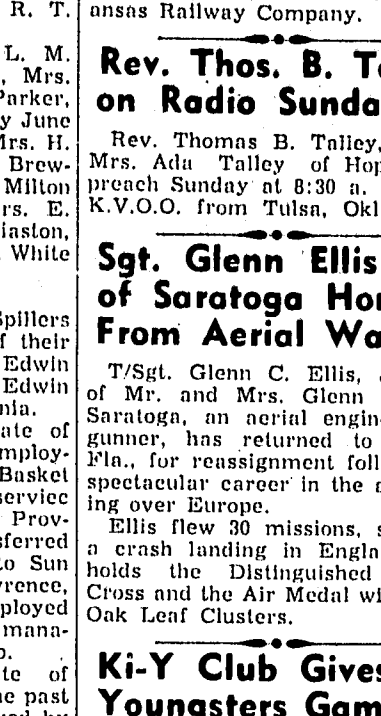 R. T.
L. M.
, Mrs.
Parker,
y June
Mrs. H.
Brew-
Milton
rs. E.
White
Spillers
f their
Edwin
Edwin
nia.
ate of
mploy-
Basket
service
Prov-
sferred
to Sun
wrence,
ployed
mana-
te of
he past
ansas Railway Company.
Rev. Thos. B. Ta
on Radio Sunda
Rev. Thomas B. Talley,
Mrs. Ada Talley of Hop
preach Sunday at 8:30 a.
K.V.O.O. from Tulsa, Okl
Sgt. Glenn Ellis
of Saratoga Hom
From Aerial Wa
T/Sgt. Glenn C. Ellis,
of Mr. and Mrs. Glenn
Saratoga, an aerial engin
gunner, has returned to
Fla., for reassignment foll
spectacular career in the
ing over Europe.
Ellis flew 30 missions, s
a crash landing in Engla
holds the Distinguished
Cross and the Air Medal wi
Oak Leaf Clusters.
Ki-Y Club Gives
Youngsters Gam